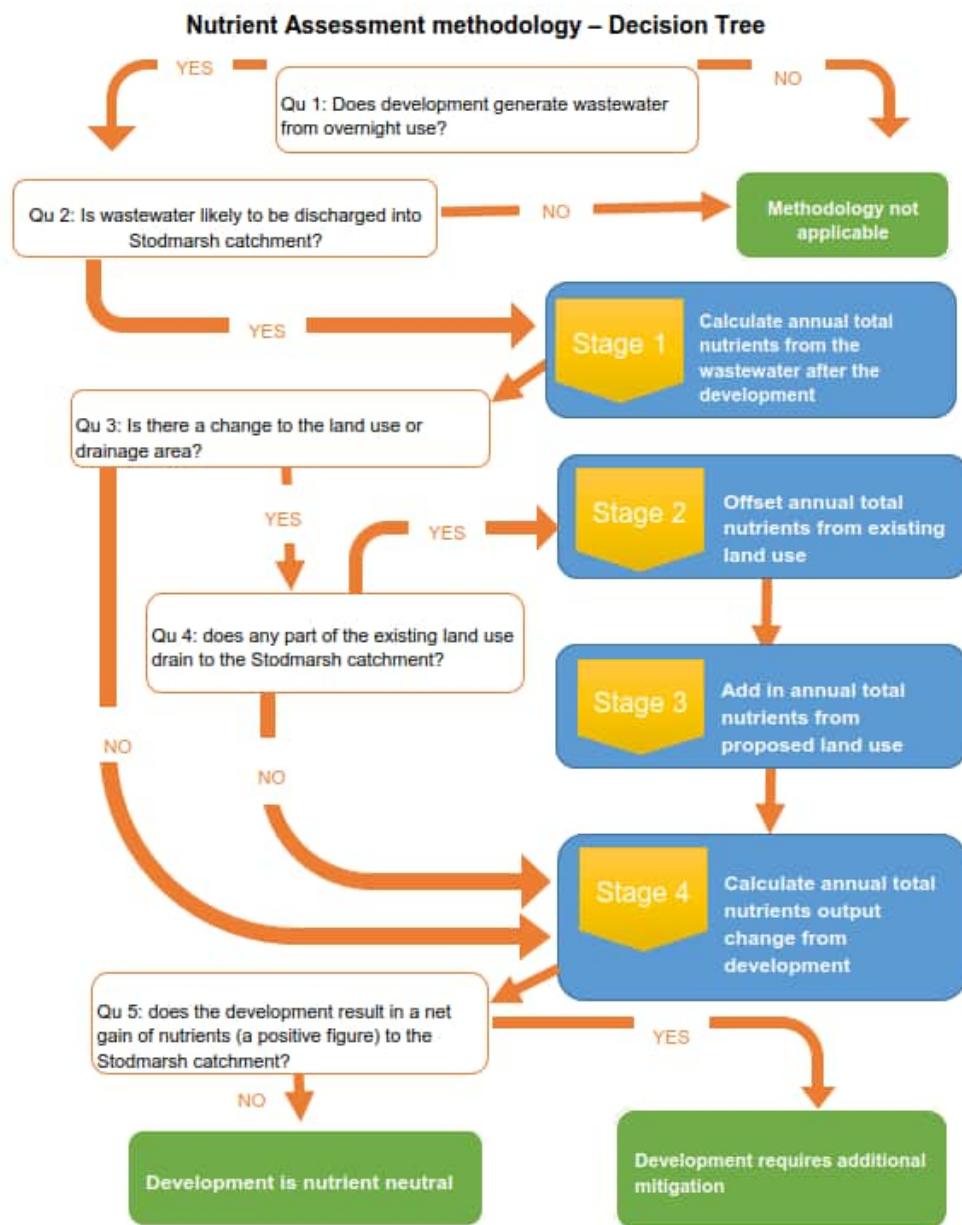 Nutrient Assessment methodology – Decision Tree
YES
NO
Qu 1: Does development generate wastewater
from overnight use?
Qu 2: Is wastewater likely to be discharged into
Stodmarsh catchment?
NO
Methodology not
applicable
YES
Stage 1
Calculate annual total
nutrients from the
wastewater after the
development
Qu 3: Is there a change to the land use or
drainage area?
YES
YES
Stage 2
Offset annual total
nutrients from existing
land use
Qu 4: does any part of the existing land use
drain to the Stodmarsh catchment?
Stage 3
Add in annual total
nutrients from
proposed land use
NO
NO
Stage 4
Calculate annual total
nutrients output
change from
development
Qu 5: does the development result in a net
gain of nutrients (a positive figure) to the
Stodmarsh catchment?
YES
NO
Development is nutrient neutral
Development requires additional
mitigation